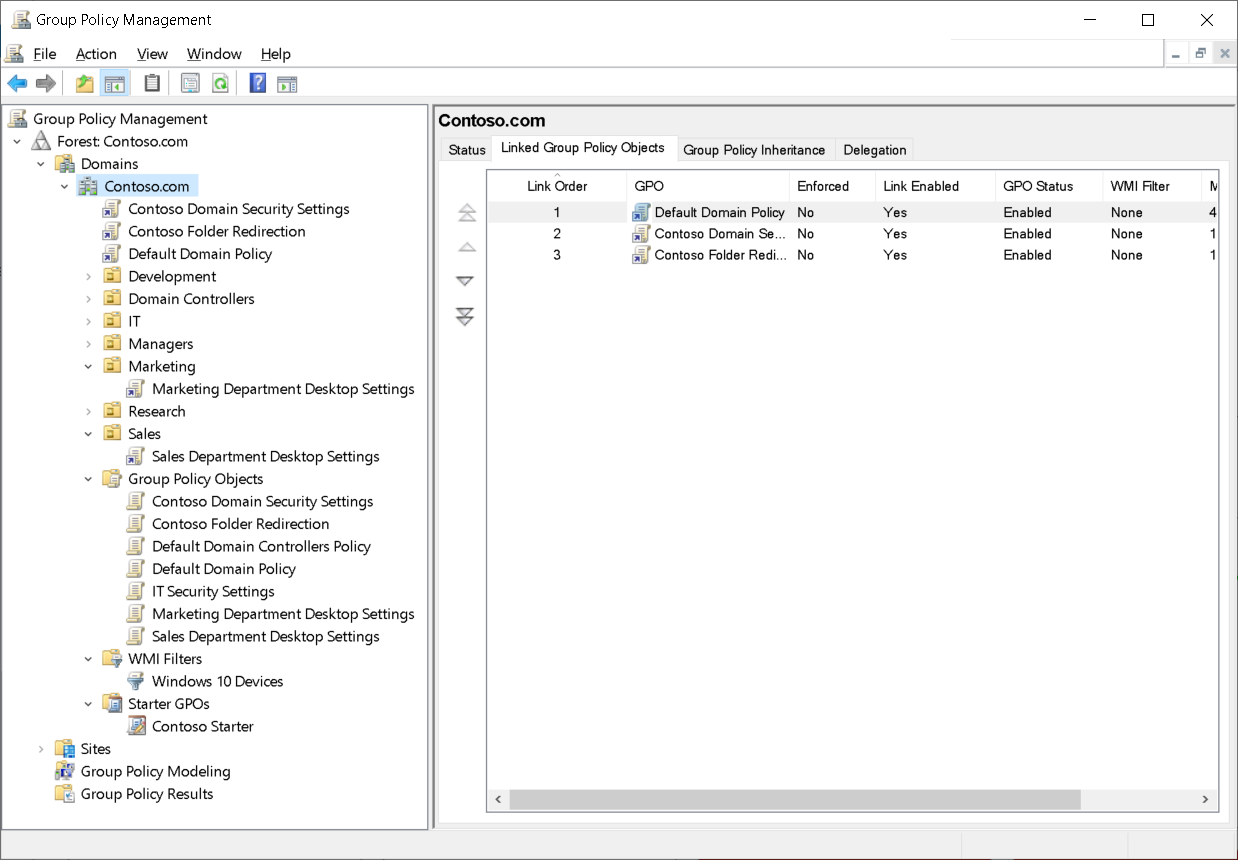 Group Policy Management
File Action View Window Help
Group Policy Management
Forest: Contoso.com
Domains
Contoso.com
Contoso Domain Security Settings
Contoso Folder Redirection
Default Domain Policy
Development
Domain Controllers
IT
Managers
Marketing
Marketing Department Desktop Settings
Research
Sales
Sales Department Desktop Settings
Group Policy Objects
Contoso Domain Security Settings
Contoso Folder Redirection
Default Domain Controllers Policy
Default Domain Policy
IT Security Settings
Marketing Department Desktop Settings
Sales Department Desktop Settings
WMI Filters
Windows 10 Devices
Starter GPOs
Contoso Starter
Sites
Group Policy Modeling
Group Policy Results
Contoso.com
Status Linked Group Policy Objects Group Policy Inheritance Delegation
Link Order GPO Enforced Link Enabled GPO Status WMI Filter M
1 Default Domain Policy No Yes Enabled None 4
2 Contoso Domain Se... No Yes Enabled None 1
3 Contoso Folder Redi... No Yes Enabled None 1